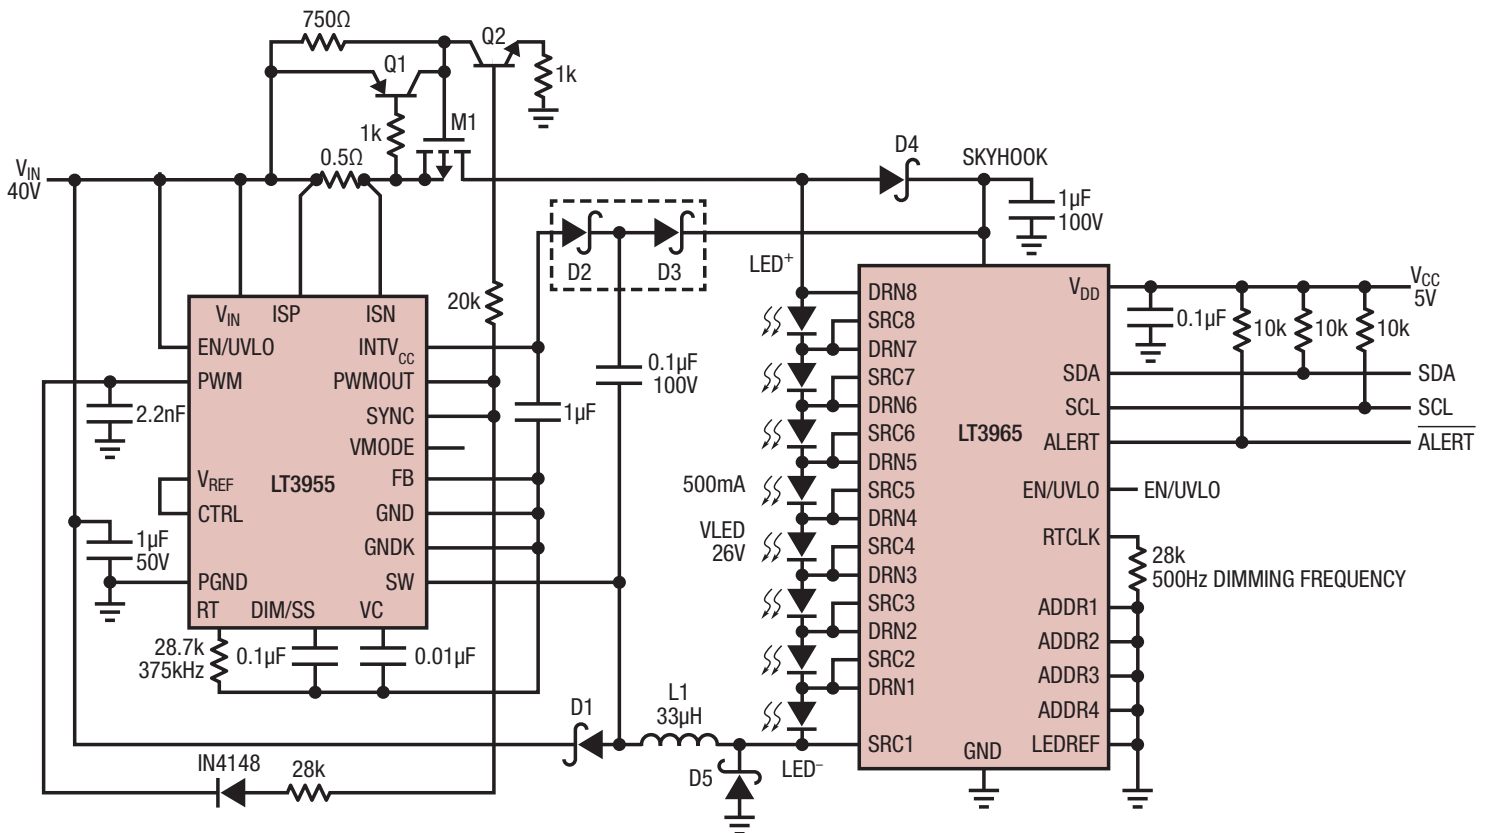 750Ω
Q2
Q1
1k
1k
M1
0.5Ω
V_IN
40V
D4
SKYHOOK
1µF
100V
D2
D3
LED+
20k
V_IN
ISP
ISN
EN/UVLO
INTV_CC
PWM
PWMOUT
SYNC
VMODE
V_REF
LT3955
FB
CTRL
GND
GNDK
PGND
SW
RT
DIM/SS
VC
2.2nF
1µF
50V
1µF
0.1µF
100V
28.7k
375kHz
0.1µF
0.01µF
D1
L1
33µH
D5
LED-
IN4148
28k
500mA
VLED
26V
DRN8
SRC8
DRN7
SRC7
DRN6
SRC6
DRN5
SRC5
DRN4
SRC4
DRN3
SRC3
DRN2
SRC2
DRN1
SRC1
LT3965
GND
V_DD
SDA
SCL
ALERT
EN/UVLO
RTCLK
ADDR1
ADDR2
ADDR3
ADDR4
LEDREF
V_CC
5V
0.1µF
10k
10k
10k
SDA
SCL
ALERT
EN/UVLO
28k
500Hz DIMMING FREQUENCY